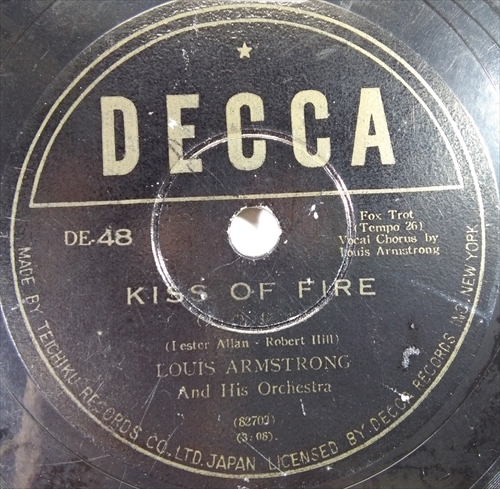 DECCA
DE-48
Fox Trot
(Tempo 26)
Vocal Chorus by
Louis Armstrong
KISS OF FIRE
(Lester Allan - Robert Hill)
LOUIS ARMSTRONG
And His Orchestra
(82702)
(3:08).
MADE BY TEICHIKU RECORDS CO., LTD. JAPAN LICENSED BY DECCA RECORDS INC. NEW YORK